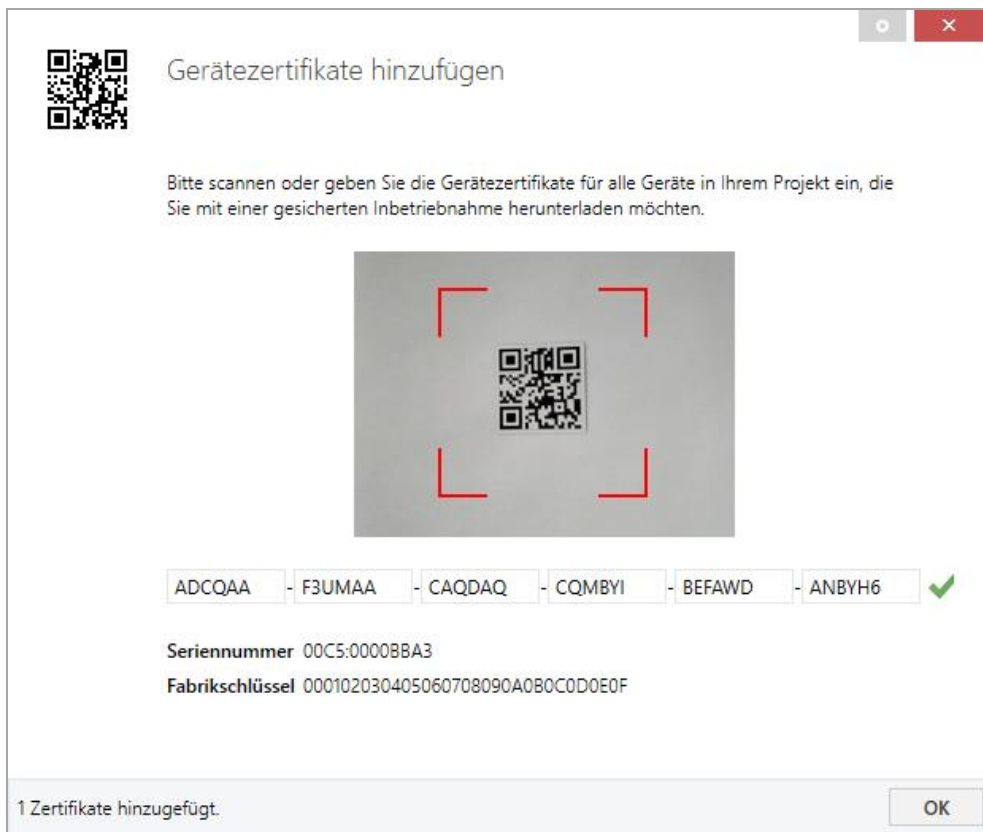 Gerätezertifikate hinzufügen
Bitte scannen oder geben Sie die Gerätezertifikate für alle Geräte in Ihrem Projekt ein, die
Sie mit einer gesicherten Inbetriebnahme herunterladen möchten.
ADCQAA - F3UMAA - CAQDAQ - CQMBYI - BEFAWD - ANBYH6
Seriennummer 00C5:0000BBA3
Fabrikschlüssel 000102030405060708090A0B0C0D0E0F
1 Zertifikate hinzugefügt.
OK